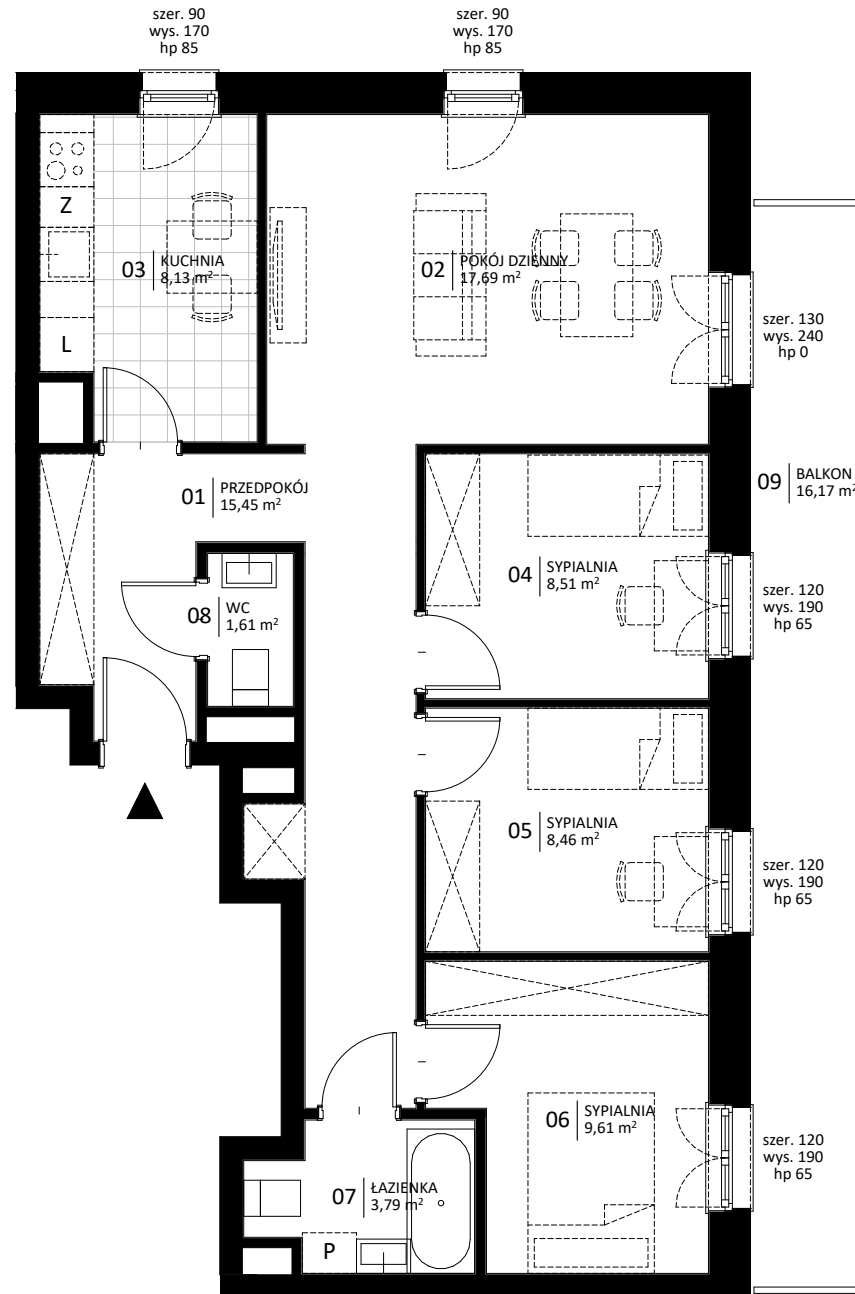 szer. 90
wys. 170
hp 85
szer. 90
wys. 170
hp 85
Z
03 KUCHNIA
8,13 m²
02 POKÓJ DZIENNY
17,69 m²
szer. 130
wys. 240
hp 0
L
01 PRZEDPOKÓJ
15,45 m²
09 BALKON
16,17 m²
04 SYPIALNIA
8,51 m²
szer. 120
wys. 190
hp 65
08 WC
1,61 m²
05 SYPIALNIA
8,46 m²
szer. 120
wys. 190
hp 65
06 SYPIALNIA
9,61 m²
szer. 120
wys. 190
hp 65
07 ŁAZIENKA
3,79 m²
P